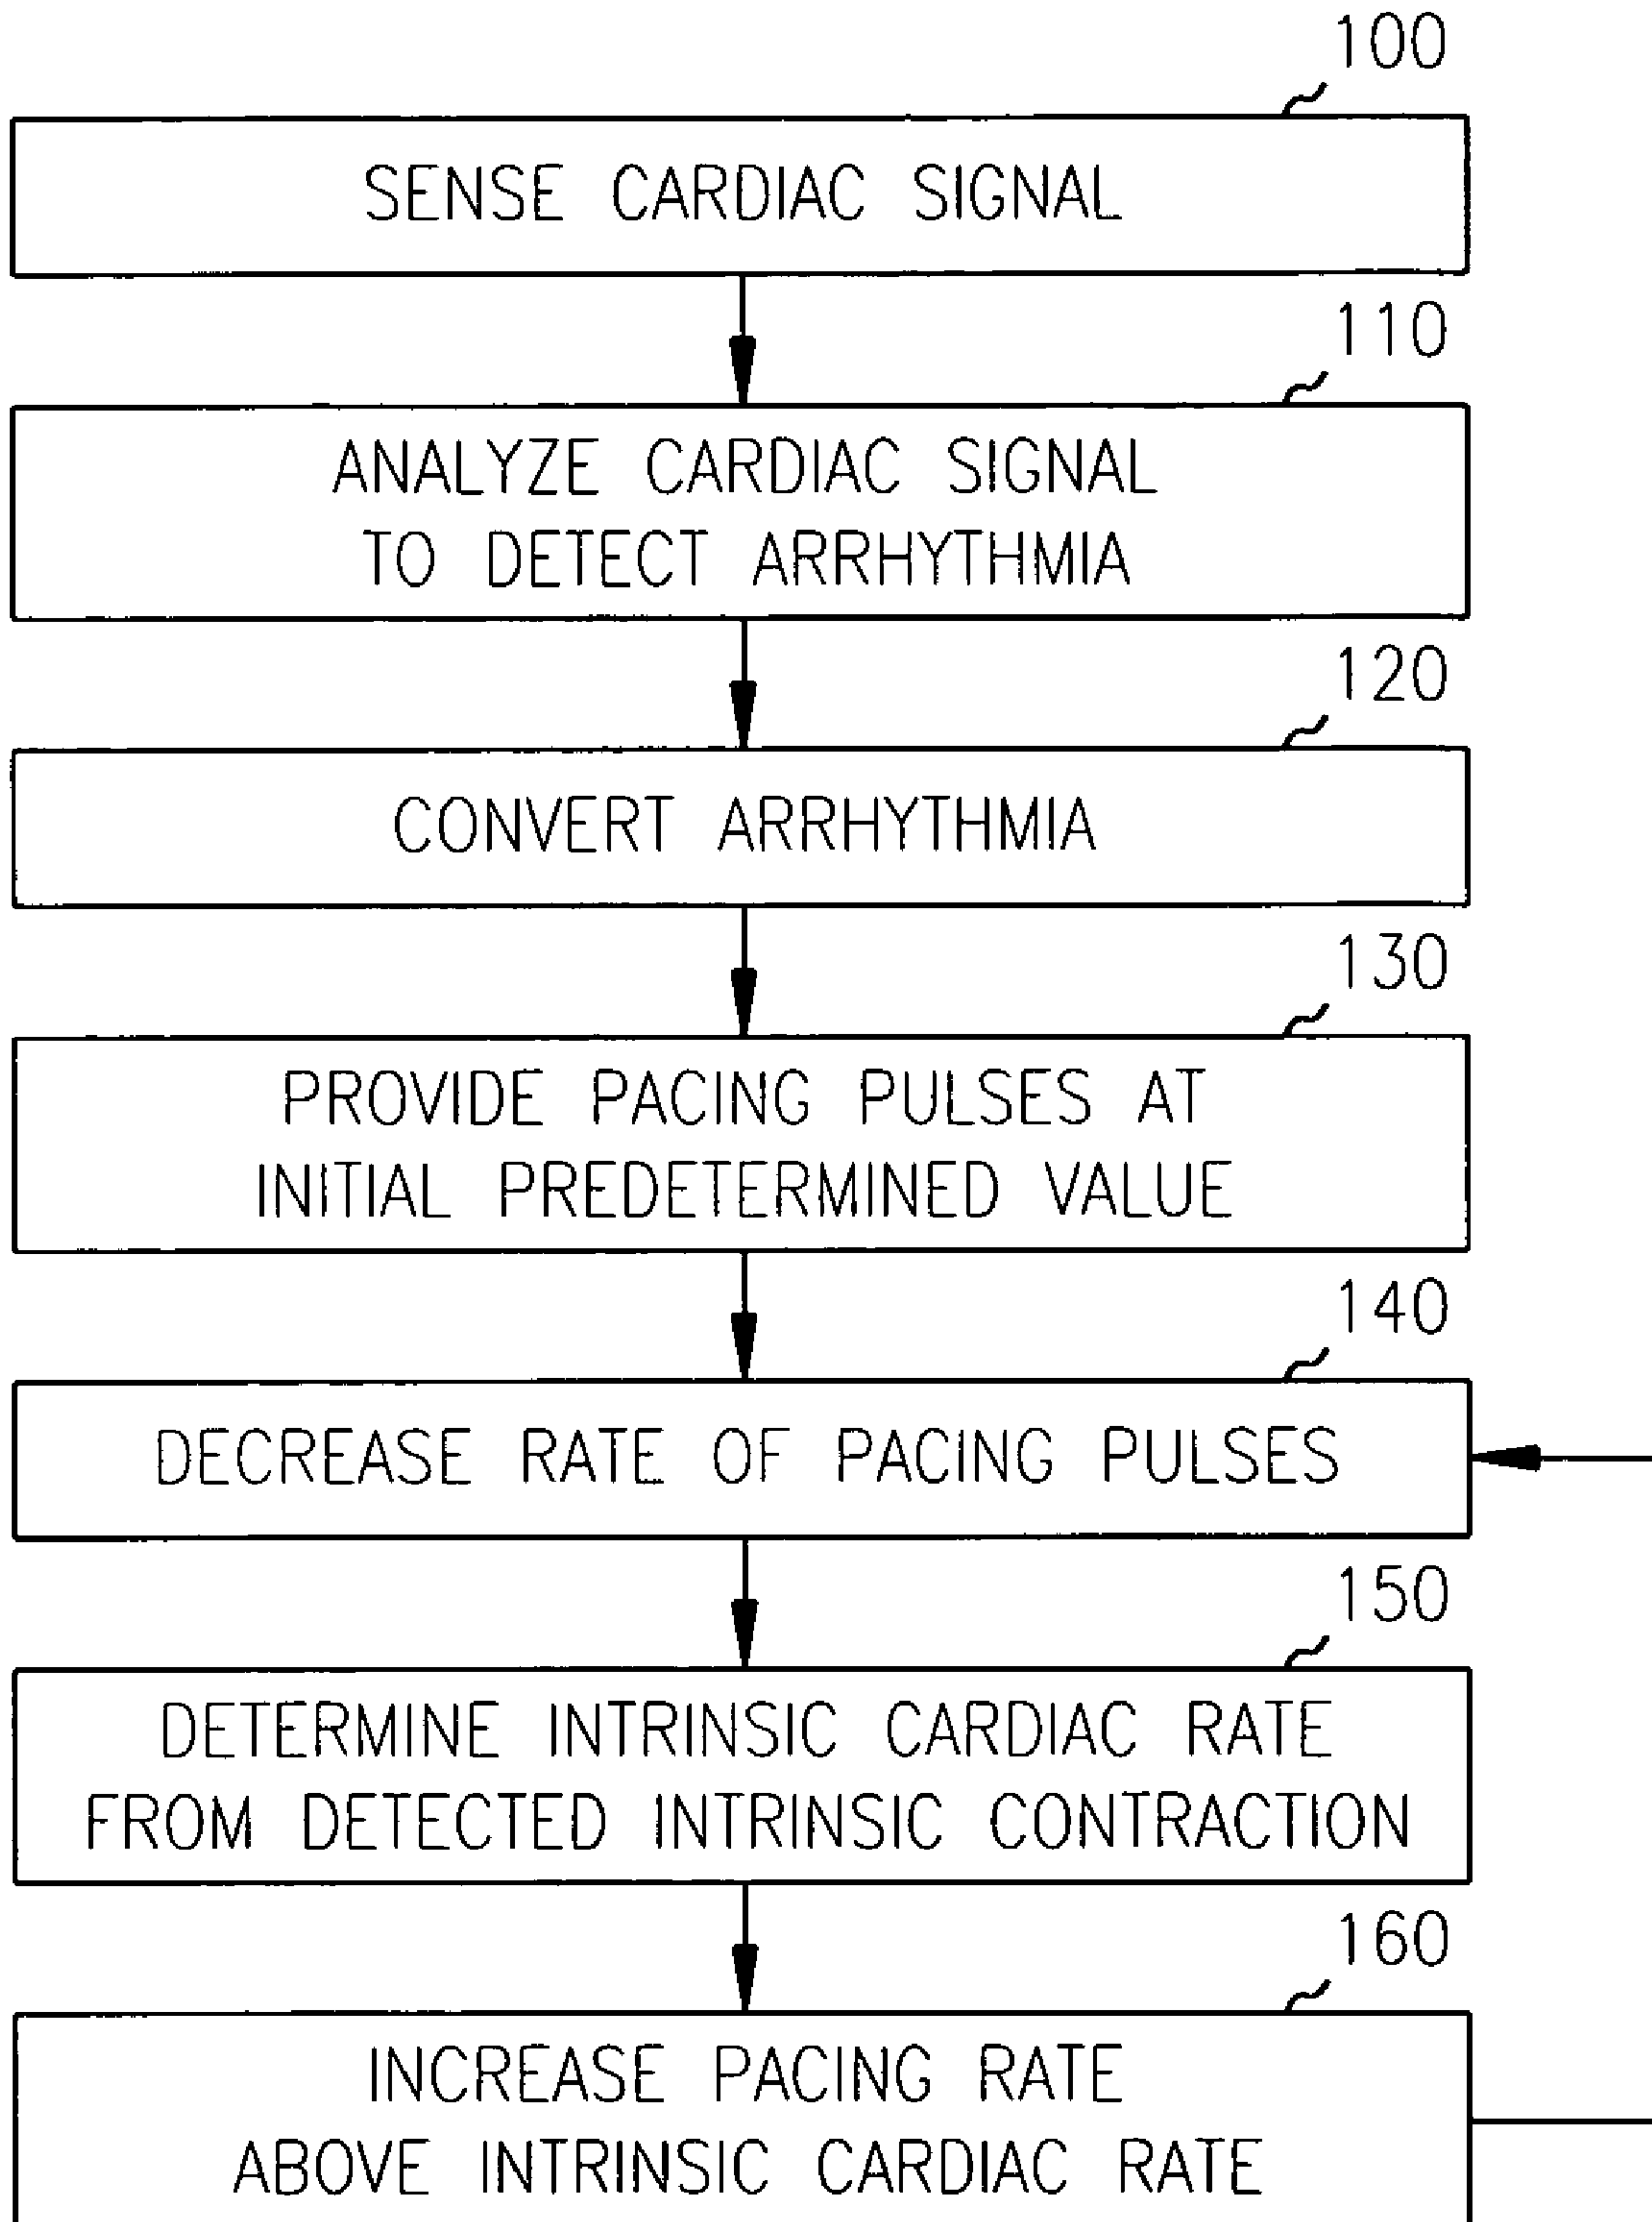 100
SENSE CARDIAC SIGNAL
110
ANALYZE CARDIAC SIGNAL
TO DETECT ARRHYTHMIA
120
CONVERT ARRHYTHMIA
130
PROVIDE PACING PULSES AT
INITIAL PREDETERMINED VALUE
140
DECREASE RATE OF PACING PULSES
150
DETERMINE INTRINSIC CARDIAC RATE
FROM DETECTED INTRINSIC CONTRACTION
160
INCREASE PACING RATE
ABOVE INTRINSIC CARDIAC RATE